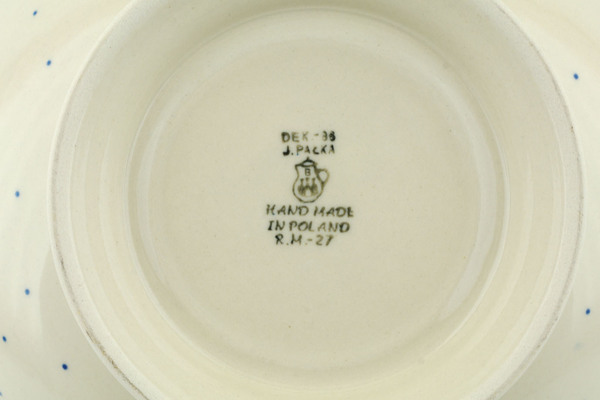 DEK.-96
J.PACKA
B
HAND MADE
IN POLAND
R.M.-27